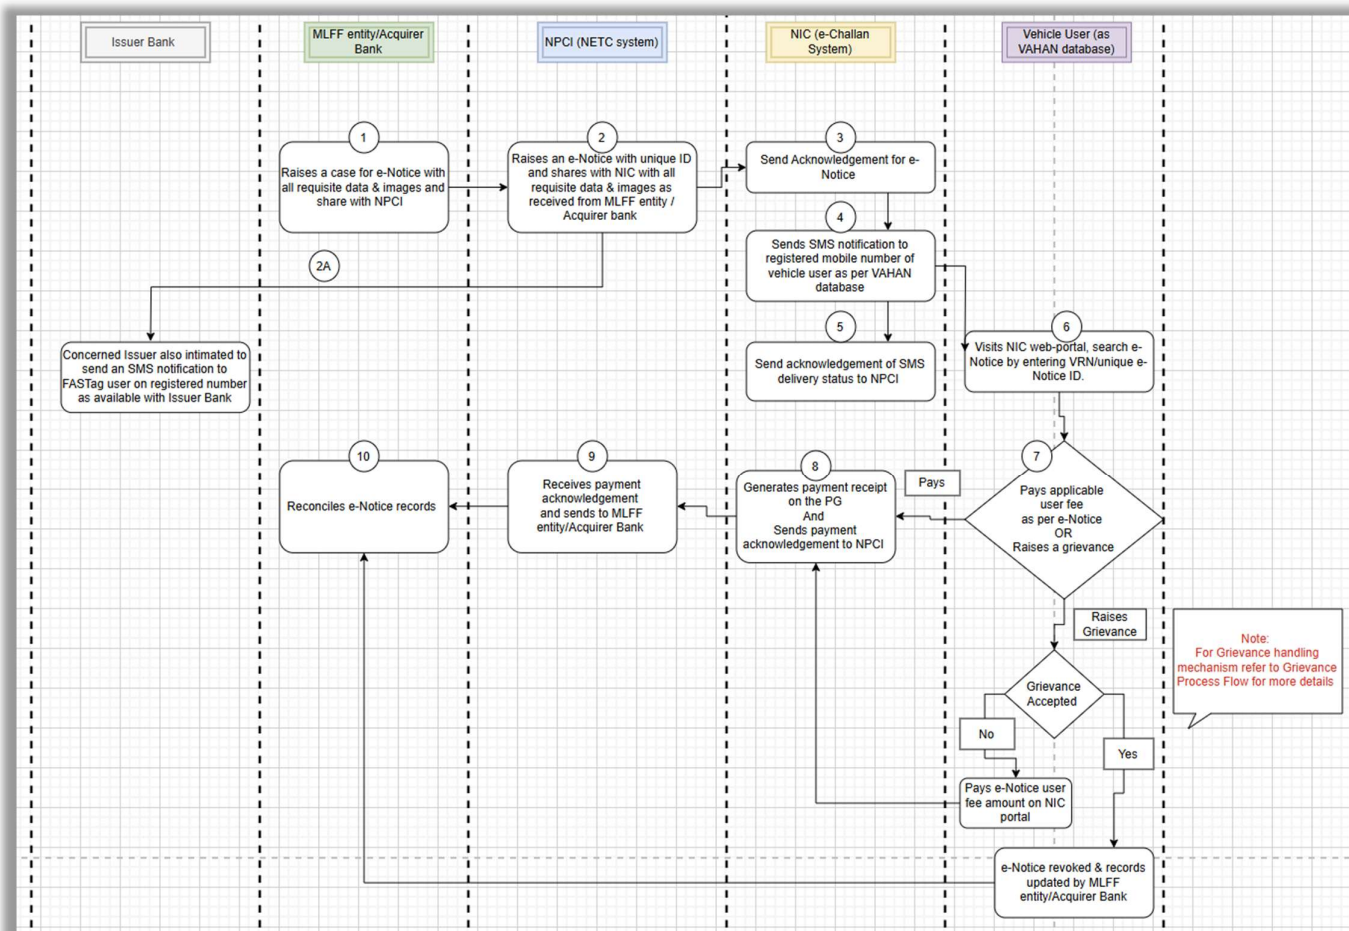 Issuer Bank
MLFF entity/Acquirer
Bank
NPCI (NETC system)
NIC (e-Challan
System)
Vehicle User (as
VAHAN database)
1
Raises a case for e-Notice with
all requisite data & images and
share with NPCI
2
Raises an e-Notice with unique ID
and shares with NIC with all
requisite data & images as
received from MLFF entity /
Acquirer bank
3
Send Acknowledgement for e-
Notice
4
Sends SMS notification to
registered mobile number of
vehicle user as per VAHAN
database
2A
Concerned Issuer also intimated to
send an SMS notification to
FASTag user on registered number
as available with Issuer Bank
5
Send acknowledgement of SMS
delivery status to NPCI
6
Visits NIC web-portal, search e-
Notice by entering VRN/unique e-
Notice ID.
7
Pays applicable
user fee
as per e-Notice
OR
Raises a grievance
Pays
8
Generates payment receipt
on the PG
And
Sends payment
acknowledgement to NPCI
9
Receives payment
acknowledgement
and sends to MLFF
entity/Acquirer Bank
10
Reconciles e-Notice records
Raises
Grievance
Note:
For Grievance handling
mechanism refer to Grievance
Process Flow for more details
Grievance
Accepted
No
Yes
Pays e-Notice user
fee amount on NIC
portal
e-Notice revoked & records
updated by MLFF
entity/Acquirer Bank